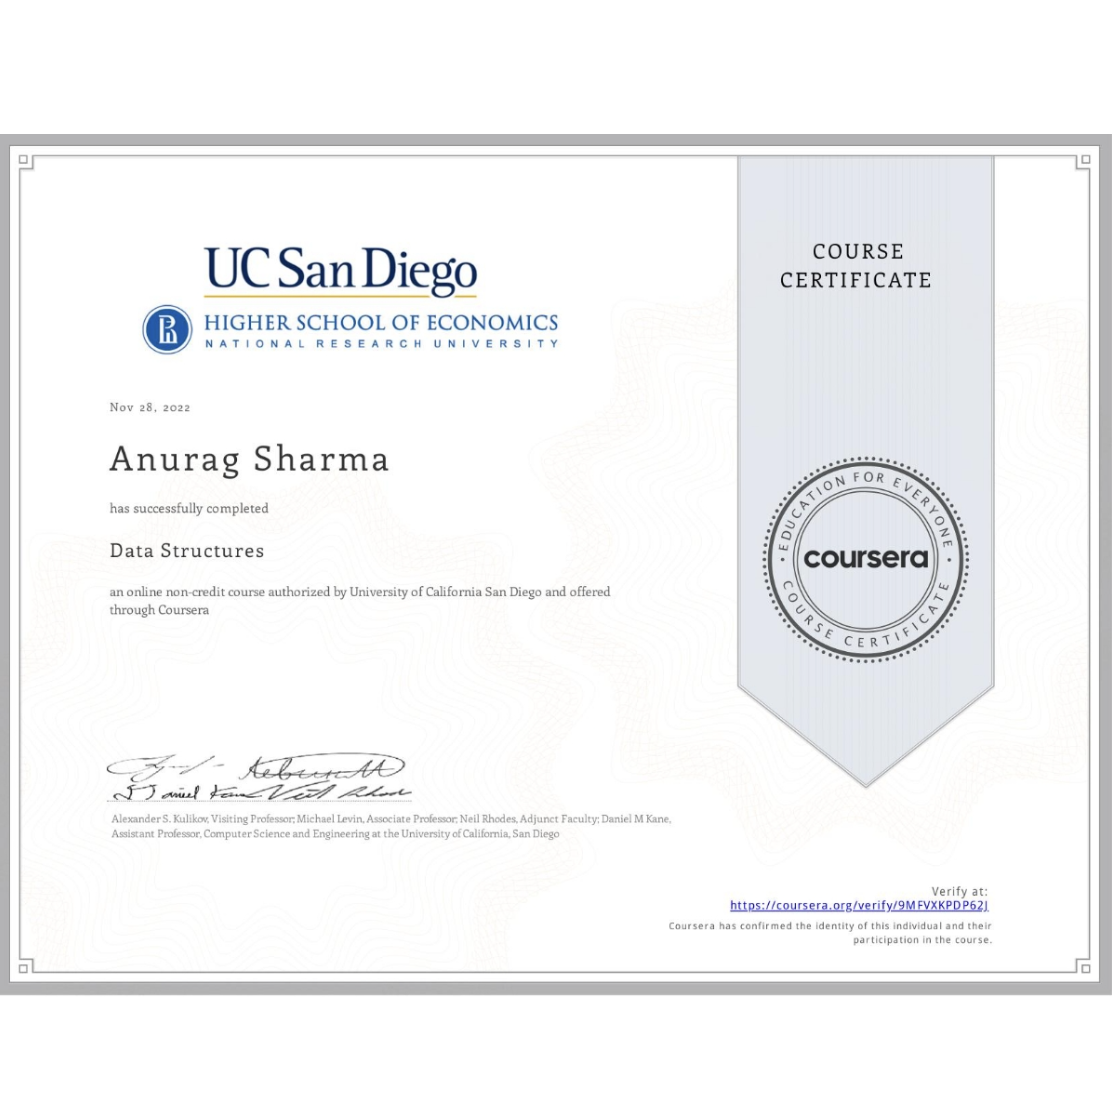 UC San Diego
HIGHER SCHOOL OF ECONOMICS
NATIONAL RESEARCH UNIVERSITY
COURSE
CERTIFICATE
Nov 28, 2022
Anurag Sharma
has successfully completed
Data Structures
an online non-credit course authorized by University of California San Diego and offered
through Coursera
EDUCATION FOR EVERYONE
coursera
COURSE CERTIFICATE
Alexander S. Kulikov, Visiting Professor; Michael Levin, Associate Professor; Neil Rhodes, Adjunct Faculty; Daniel M Kane,
Assistant Professor, Computer Science and Engineering at the University of California, San Diego
Verify at:
https://coursera.org/verify/9MFVXKPDP62J
Coursera has confirmed the identity of this individual and their
participation in the course.